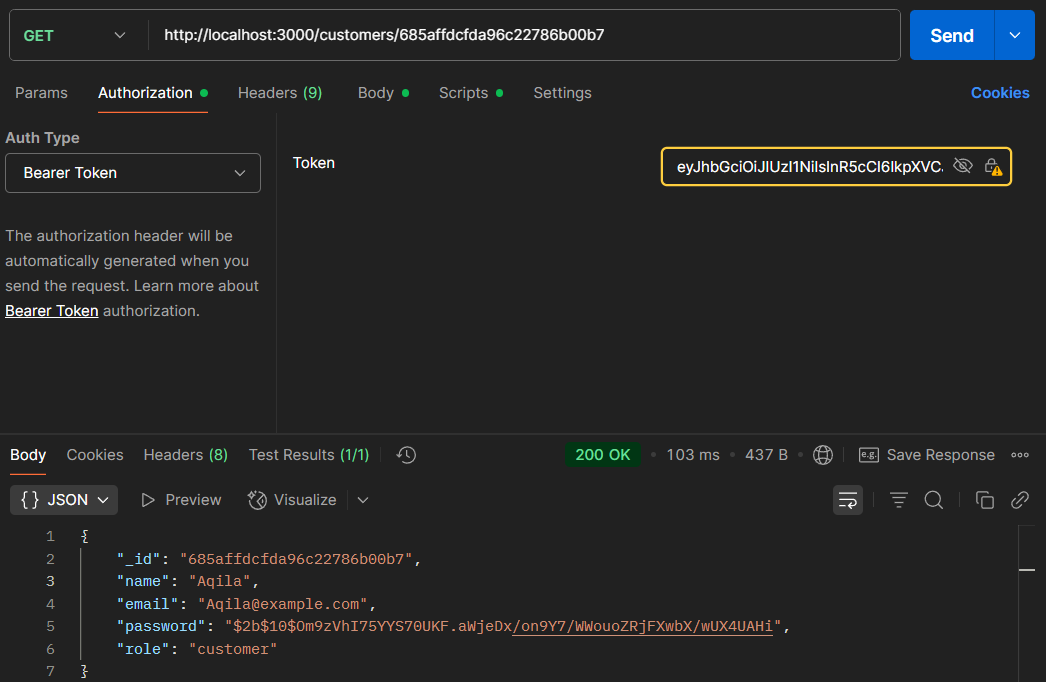 GET http://localhost:3000/customers/685affdcfda96c22786b00b7 Send
Params Authorization Headers (9) Body Scripts Settings Cookies
Auth Type
Bearer Token
Token
eyJhbGciOiJIUzI1NiIsInR5cCI6IkpXVC.
The authorization header will be
automatically generated when you
send the request. Learn more about
Bearer Token authorization.
Body Cookies Headers (8) Test Results (1/1) 200 OK • 103 ms • 437 B • e.g. Save Response
{ } JSON Preview Visualize
1 {
2 "_id": "685affdcfda96c22786b00b7",
3 "name": "Aqila",
4 "email": "Aqila@example.com",
5 "password": "$2b$10$Om9zVhI75YYS70UKF.aWjeDx/on9Y7/WWouoZRjFXwbX/wUX4UAHi",
6 "role": "customer"
7 }